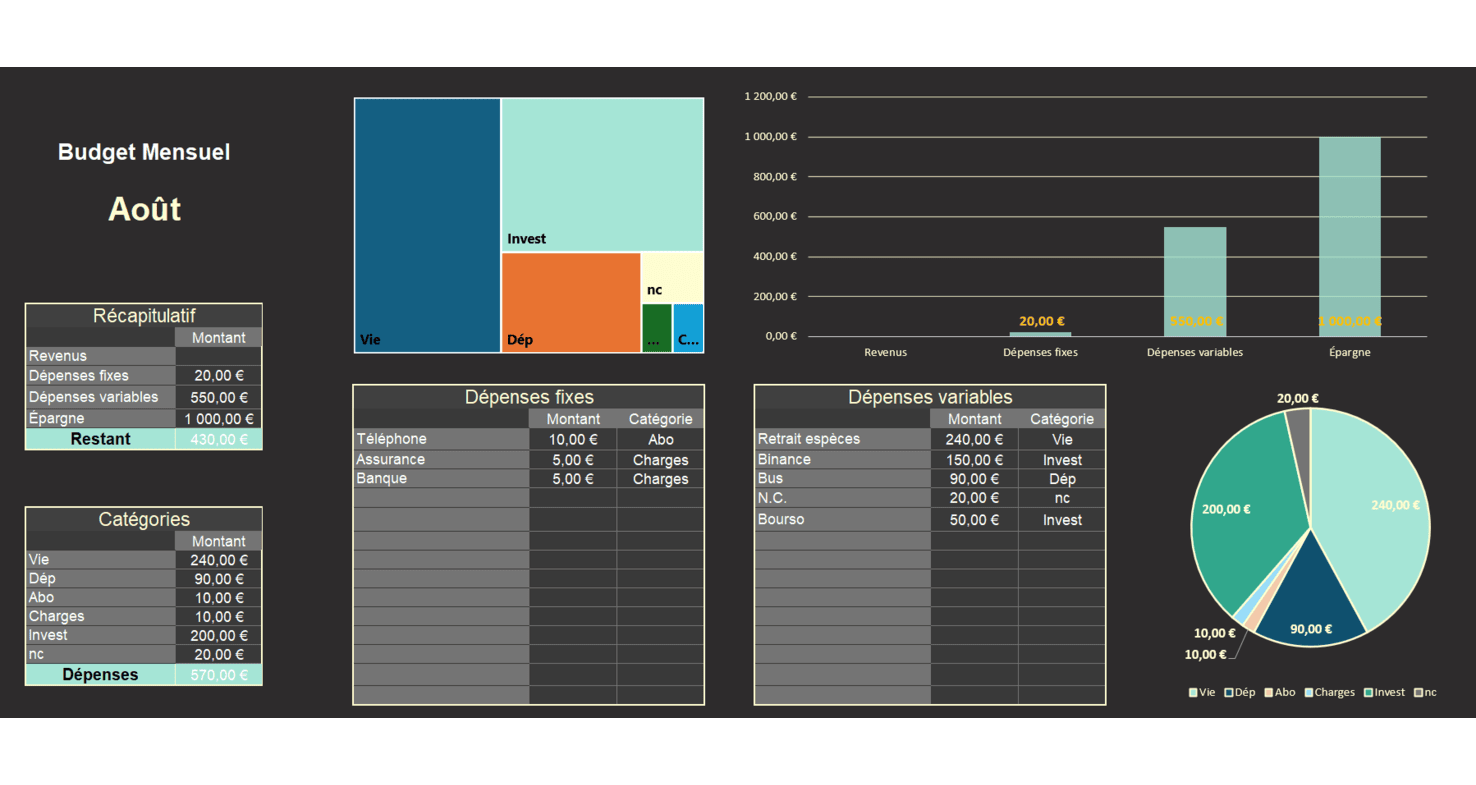 Budget Mensuel
Août
Récapitulatif
Montant
Revenus
Dépenses fixes 20,00 €
Dépenses variables 550,00 €
Épargne 1 000,00 €
Restant 430,00 €
Catégories
Montant
Vie 240,00 €
Dép 90,00 €
Abo 10,00 €
Charges 10,00 €
Invest 200,00 €
nc 20,00 €
Dépenses 570,00 €
Vie
Invest
Dép
nc
...
C...
1 200,00 €
1 000,00 €
800,00 €
600,00 €
400,00 €
200,00 €
0,00 €
20,00 €
550,00 €
1 000,00 €
Revenus Dépenses fixes Dépenses variables Épargne
Dépenses fixes
Montant Catégorie
Téléphone 10,00 € Abo
Assurance 5,00 € Charges
Banque 5,00 € Charges
Dépenses variables
Montant Catégorie
Retrait espèces 240,00 € Vie
Binance 150,00 € Invest
Bus 90,00 € Dép
N.C. 20,00 € nc
Bourso 50,00 € Invest
20,00 €
200,00 €
240,00 €
90,00 €
10,00 €
10,00 €
Vie Dép Abo Charges Invest nc